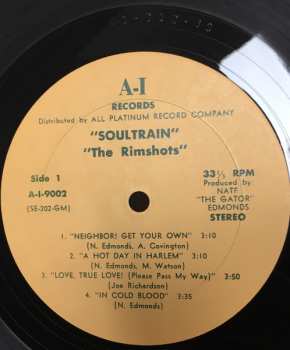 A-I
RECORDS
Distributed by ALL PLATINUM RECORD COMPANY
"SOULTRAIN"
"The Rimshots"
Side 1
A-I-9002
(SE-202-GM)
33⅓ RPM
Produced by:
NATE
"THE GATOR"
EDMONDS
STEREO
1. "NEIGHBOR! GET YOUR OWN" 3:10
(N. Edmonds, A. Covington)
2. "A HOT DAY IN HARLEM" 3:10
(N. Edmonds, M. Watson)
3. "LOVE, TRUE LOVE! (Please Pass My Way)" 3:50
(Joe Richardson)
4. "IN COLD BLOOD" 3:35
(N. Edmonds)